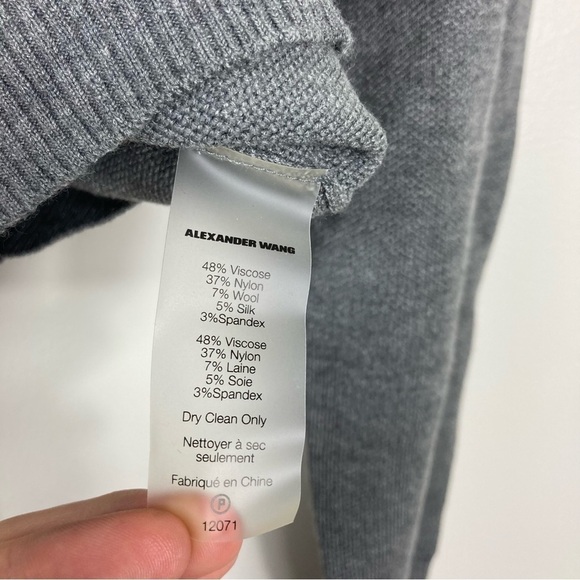 ALEXANDER WANG
48% Viscose
37% Nylon
7% Wool
5% Silk
3%Spandex
48% Viscose
37% Nylon
7% Laine
5% Soie
3%Spandex
Dry Clean Only
Nettoyer à sec
seulement
Fabriqué en Chine
P
12071